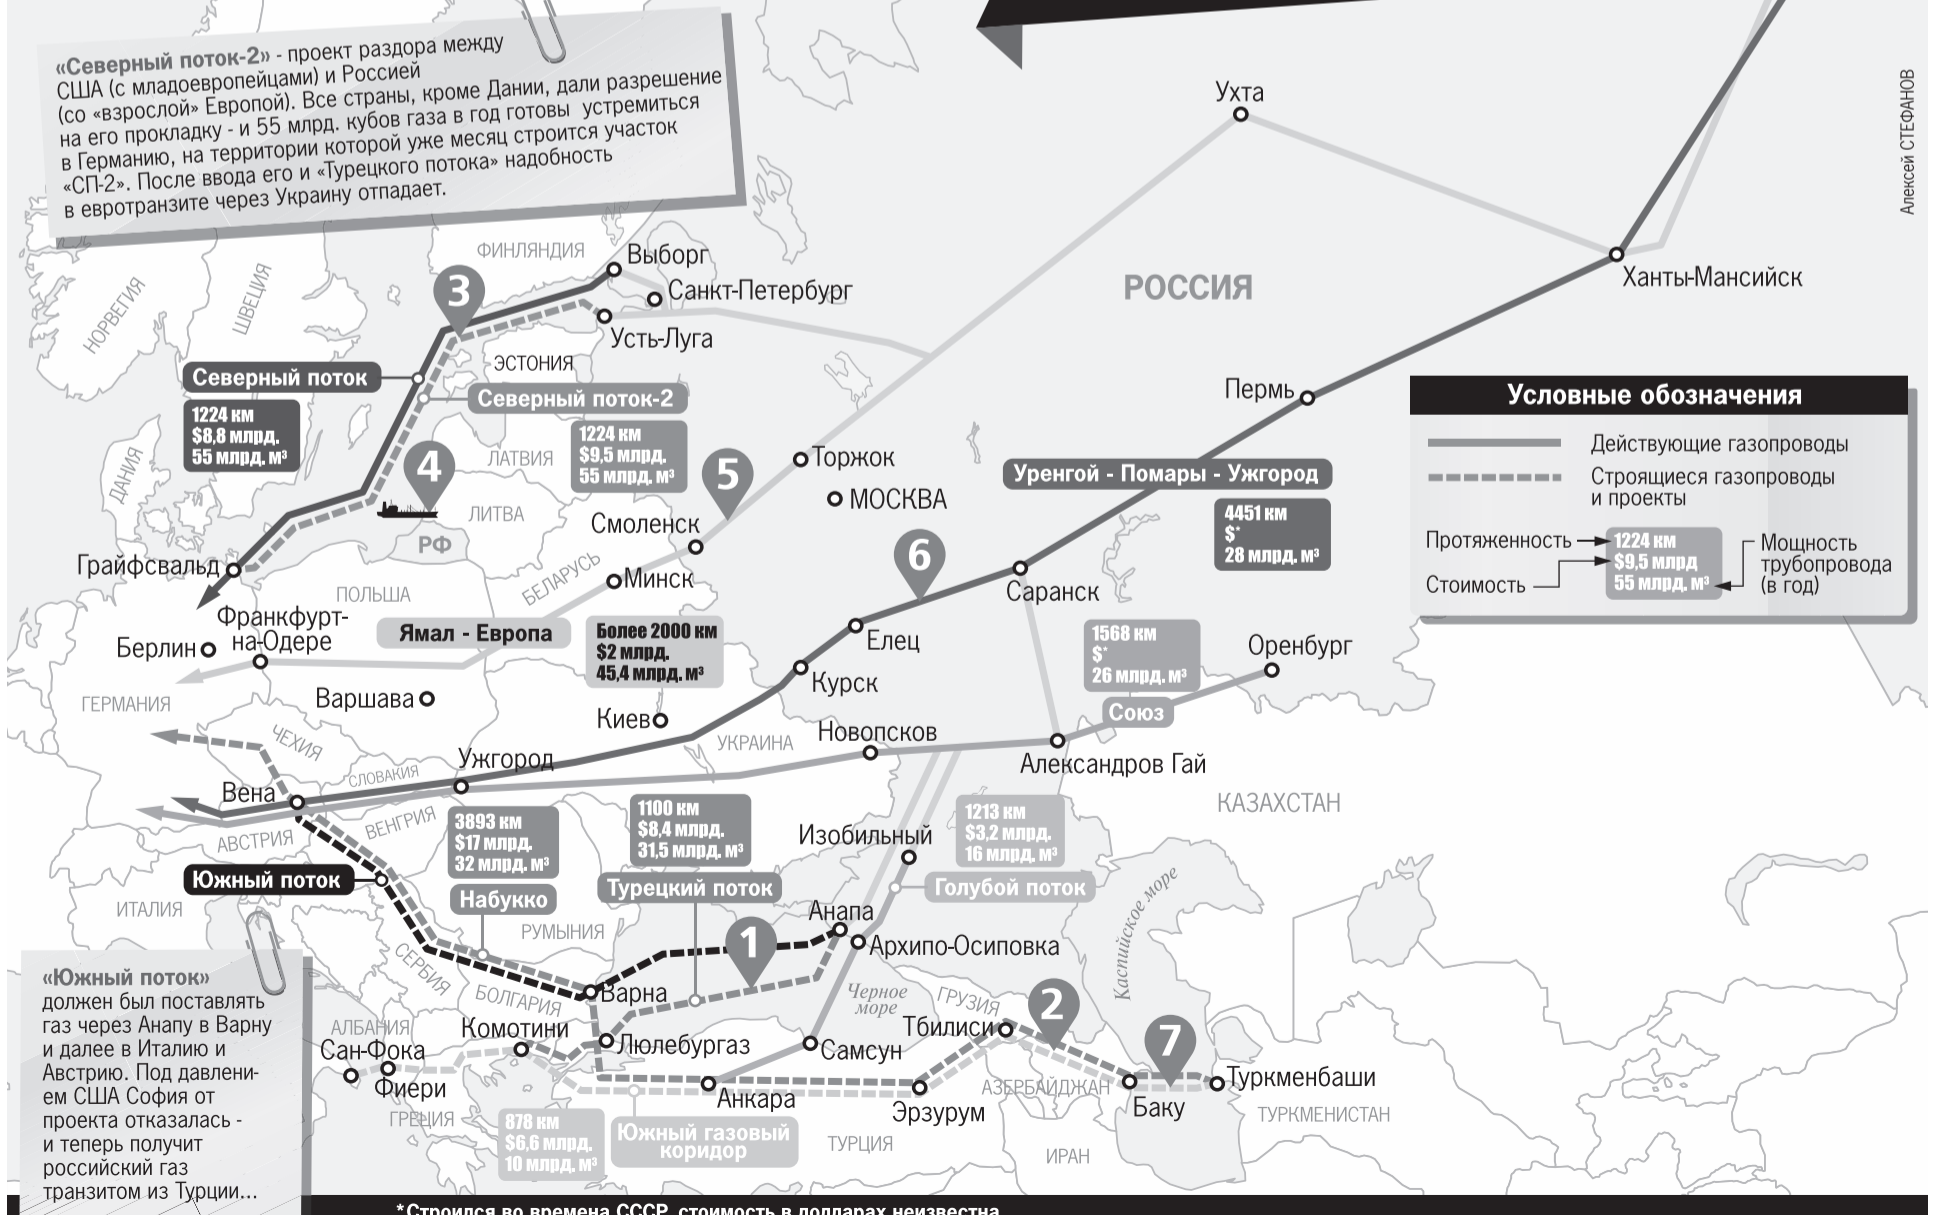 «Северный поток-2» - проект раздора между
США (с младоевропейцами) и Россией
(со «взрослой» Европой). Все страны, кроме Дании, дали разрешение
на его прокладку - и 55 млрд. кубов газа в год готовы устремиться
в Германию, на территории которой уже месяц строится участок
«СП-2». После ввода его и «Турецкого потока» надобность
в евротранзите через Украину отпадает.
Алексей СТЕФАНОВ
Ухта
ФИНЛЯНДИЯ
Выборг
Санкт-Петербург
Усть-Луга
РОССИЯ
Ханты-Мансийск
НОРВЕГИЯ
ШВЕЦИЯ
3
ЭСТОНИЯ
Северный поток
1224 км
$8,8 млрд.
55 млрд. м³
Северный поток-2
1224 км
$9,5 млрд.
55 млрд. м³
Пермь
Условные обозначения
Действующие газопроводы
Строящиеся газопроводы
и проекты
Протяженность
Стоимость
1224 км
$9,5 млрд
55 млрд. м³
Мощность
трубопровода
(в год)
ДАНИЯ
4
ЛАТВИЯ
5
Торжок
МОСКВА
Уренгой - Помары - Ужгород
4451 км
$*
28 млрд. м³
ЛИТВА
Смоленск
РФ
6
Грайфсвальд
ПОЛЬША
БЕЛАРУСЬ
Минск
Саранск
Франкфурт-
на-Одере
Берлин
Ямал - Европа
Более 2000 км
$2 млрд.
45,4 млрд. м³
Елец
1568 км
$*
26 млрд. м³
Союз
Оренбург
Курск
ГЕРМАНИЯ
Варшава
Киев
ЧЕХИЯ
УКРАИНА
Новопсков
Ужгород
СЛОВАКИЯ
Александров Гай
Вена
КАЗАХСТАН
АВСТРИЯ
ВЕНГРИЯ
3893 км
$17 млрд.
32 млрд. м³
Набукко
1100 км
$8,4 млрд.
31,5 млрд. м³
Турецкий поток
Изобильный
1213 км
$3,2 млрд.
16 млрд. м³
Голубой поток
Южный поток
ИТАЛИЯ
Каспийское море
РУМЫНИЯ
1
Анапа
Архипо-Осиповка
СЕРБИЯ
«Южный поток»
должен был поставлять
газ через Анапу в Варну
и далее в Италию и
Австрию. Под давлени-
ем США София от
проекта отказалась -
и теперь получит
российский газ
транзитом из Турции...
БОЛГАРИЯ
Варна
Черное
море
ГРУЗИЯ
2
Тбилиси
7
АЛБАНИЯ
Комотини
Сан-Фока
Фиери
Люлебургаз
Самсун
Туркменбаши
АЗЕРБАЙДЖАН
Баку
Анкара
Эрзурум
ГРЕЦИЯ
878 км
$6,6 млрд.
10 млрд. м³
Южный газовый
коридор
ТУРЦИЯ
ИРАН
ТУРКМЕНИСТАН
*Строился во времена СССР, стоимость в долларах неизвестна